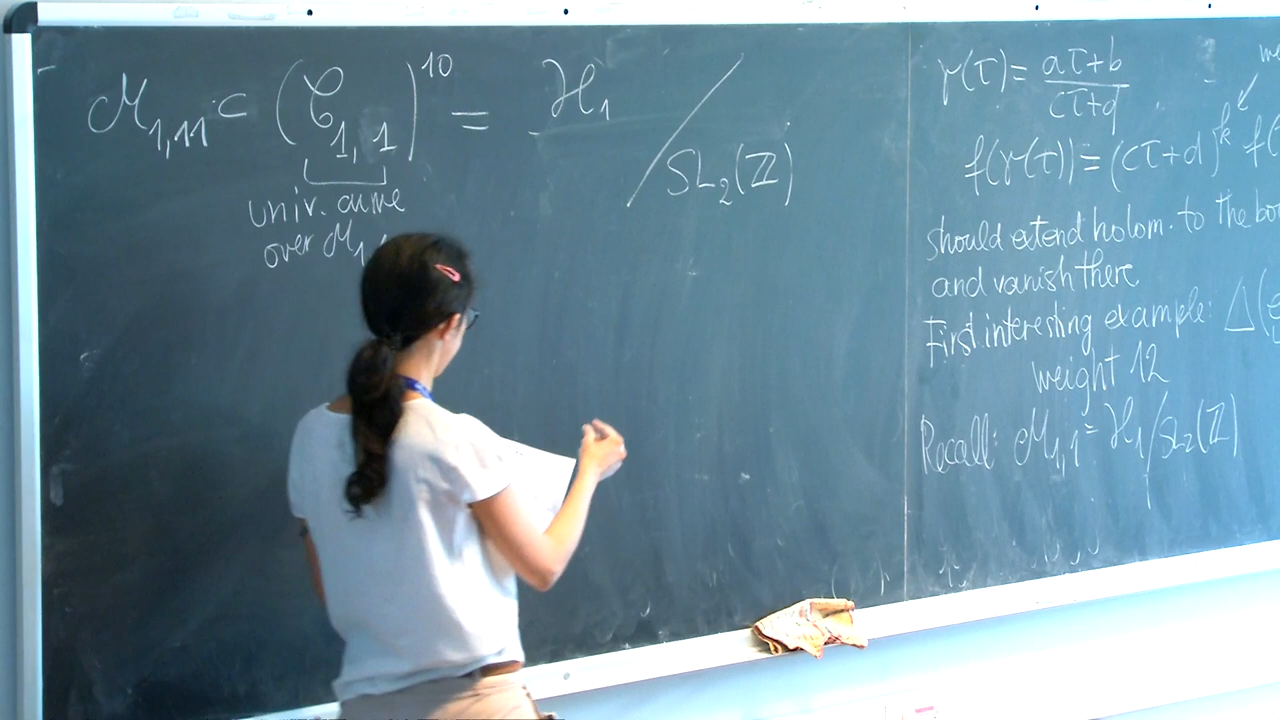 ℳ₁,₁₁ ⊂ (𝒞₁,₁)¹⁰ = ℋ₁ / SL₂(ℤ)
univ. curve
over ℳ₁
γ(τ) = (aτ+b)/(cτ+d)
f(γ(τ)) = (cτ+d)ᵏ f(
should extend holom. to the bo
and vanish there
First interesting example: Δ(
weight 12
Recall: ℳ₁,₁ = ℋ₁/SL₂(ℤ)